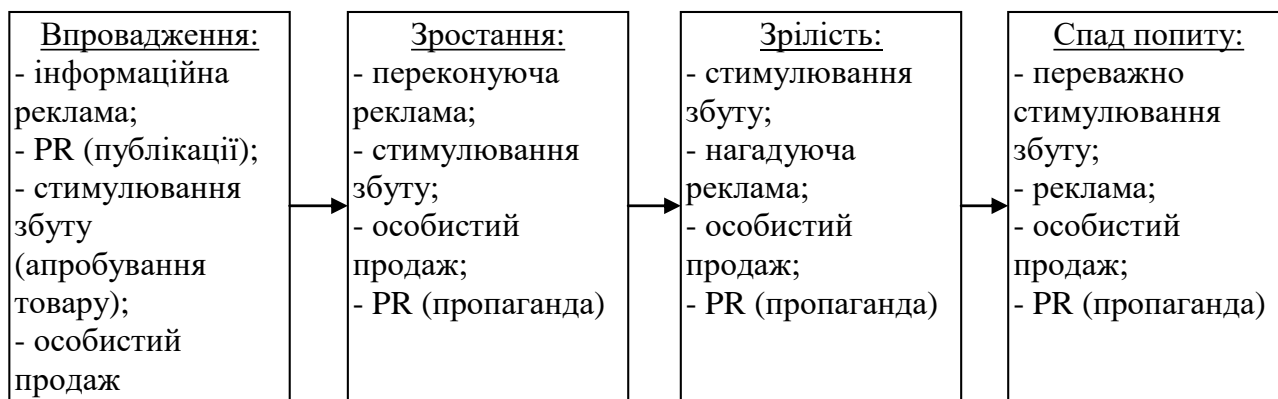 Впровадження:
- інформаційна
реклама;
- PR (публікації);
- стимулювання
збуту
(апробування
товару);
- особистий
продаж
Зростання:
- переконуюча
реклама;
- стимулювання
збуту;
- особистий
продаж;
- PR (пропаганда)
Зрілість:
- стимулювання
збуту;
- нагадуюча
реклама;
- особистий
продаж;
- PR (пропаганда)
Спад попиту:
- переважно
стимулювання
збуту;
- реклама;
- особистий
продаж;
- PR (пропаганда)